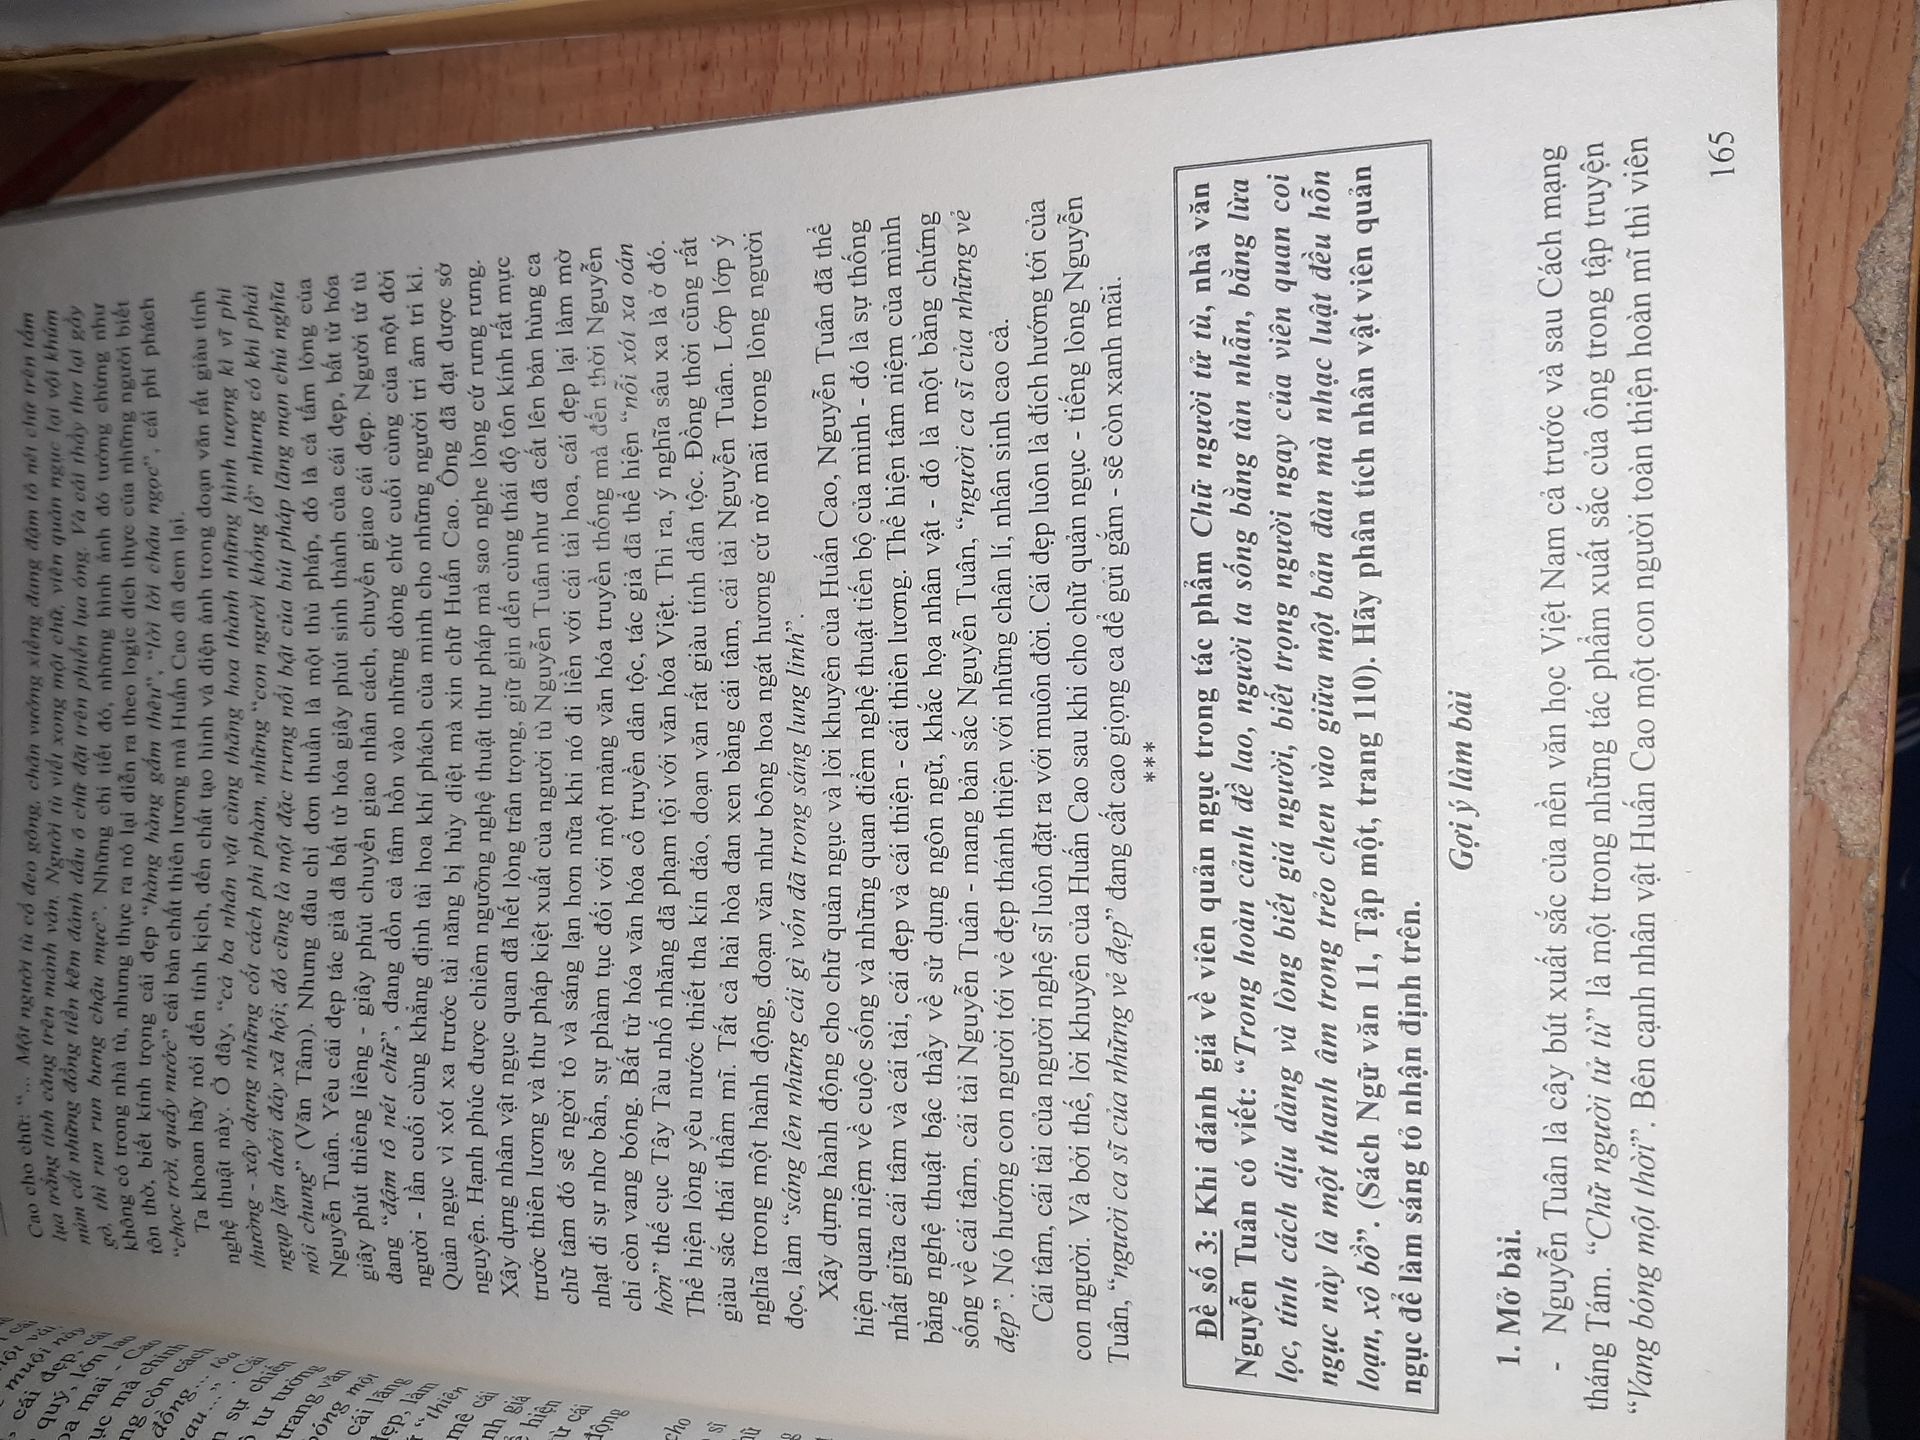 Cao cho chữ: “... Một người tù cổ đeo gông, chân vướng xiềng đang dậm tô nét chữ trên tấm
lụa trắng tinh căng trên mảnh ván. Người tù viết xong một chữ, viên quản ngục lại vội khúm
núm cất những đồng tiền kẽm đánh dấu ô chữ đặt trên phiến lụa óng. Và cái thầy thơ lại gầy
gò, thì run run bưng chậu mực”. Những chi tiết đó, những hình ảnh đó tưởng chừng như
không có trong nhà tù, nhưng thực ra nó lại diễn ra theo logic đích thực của những người biết
tôn thờ, biết kính trọng cái đẹp “hàng hàng gấm thêu”, “lời lời châu ngọc”, cái phi phách
“chọc trời, quấy nước” cái bản chất thiên lương mà Huấn Cao đã đem lại.
Ta khoan hãy nói đến tính kịch, đến chất tạo hình và điện ảnh trong đoạn văn rất giàu tính
nghệ thuật này. Ở đây, “cả ba nhân vật cùng thăng hoa thành những hình tượng kì vĩ phi
thường - xây dựng những cốt cách phi phàm, những “con người khổng lồ” nhưng có khi phải
ngụp lặn dưới đáy xã hội; đó cũng là một đặc trưng nổi bật của bút pháp lãng mạn chủ nghĩa
nói chung” (Văn Tâm). Nhưng đâu chỉ đơn thuần là một thủ pháp, đó là cả tấm lòng của
Nguyễn Tuân. Yêu cái đẹp tác giả đã bất tử hóa giây phút sinh thành của cái đẹp, bất tử hóa
giây phút thiêng liêng - giây phút chuyển giao nhân cách, chuyển giao cái đẹp. Người tử tù
đang “dậm tô nét chữ”, đang dồn cả tâm hồn vào những dòng chữ cuối cùng của một đời
người - lần cuối cùng khẳng định tài hoa khí phách của mình cho những người tri âm tri kỉ.
Quản ngục vì xót xa trước tài năng bị hủy diệt mà xin chữ Huấn Cao. Ông đã đạt được sở
nguyện. Hạnh phúc được chiêm ngưỡng nghệ thuật thư pháp mà sao nghe lòng cứ rưng rưng.
Xây dựng nhân vật ngục quan đã hết lòng trân trọng, giữ gìn đến cùng thái độ tôn kính rất mực
trước thiên lương và thư pháp kiệt xuất của người tù Nguyễn Tuân như đã cất lên bản hùng ca
chữ tâm đó sẽ ngời tỏ và sáng lạn hơn nữa khi nó đi liền với cái tài hoa, cái đẹp lại làm mờ
nhạt đi sự nhơ bẩn, sự phàm tục đối với một mảng văn hóa truyền thống mà đến thời Nguyễn
chỉ còn vang bóng. Bất tử hóa văn hóa cổ truyền dân tộc, tác giả đã thể hiện “nỗi xót xa oán
hờn” thế cục Tây Tàu nhố nhăng đã phạm tội với văn hóa Việt. Thì ra, ý nghĩa sâu xa là ở đó.
Thể hiện lòng yêu nước thiết tha kín đáo, đoạn văn rất giàu tính dân tộc. Đồng thời cũng rất
giàu sắc thái thẩm mĩ. Tất cả hài hòa đan xen bằng cái tâm, cái tài Nguyễn Tuân. Lớp lớp ý
nghĩa trong một hành động, đoạn văn như bông hoa ngát hương cứ nở mãi trong lòng người
đọc, làm “sáng lên những cái gì vốn đã trong sáng lung linh”.
Xây dựng hành động cho chữ quản ngục và lời khuyên của Huấn Cao, Nguyễn Tuân đã thể
hiện quan niệm về cuộc sống và những quan điểm nghệ thuật tiến bộ của mình - đó là sự thống
nhất giữa cái tâm và cái tài, cái đẹp và cái thiện - cái thiên lương. Thể hiện tâm niệm của mình
bằng nghệ thuật bậc thầy về sử dụng ngôn ngữ, khắc họa nhân vật - đó là một bằng chứng
sống về cái tâm, cái tài Nguyễn Tuân - mang bản sắc Nguyễn Tuân, “người ca sĩ của những vẻ
đẹp”. Nó hướng con người tới vẻ đẹp thánh thiện với những chân lí, nhân sinh cao cả.
Cái tâm, cái tài của người nghệ sĩ luôn đặt ra với muôn đời. Cái đẹp luôn là đích hướng tới của
con người. Và bởi thế, lời khuyên của Huấn Cao sau khi cho chữ quản ngục - tiếng lòng Nguyễn
Tuân, “người ca sĩ của những vẻ đẹp” đang cất cao giọng ca để gửi gắm - sẽ còn xanh mãi.
***
Đề số 3: Khi đánh giá về viên quản ngục trong tác phẩm Chữ người tử tù, nhà văn
Nguyễn Tuân có viết: “Trong hoàn cảnh đề lao, người ta sống bằng tàn nhẫn, bằng lừa
lọc, tính cách dịu dàng và lòng biết giá người, biết trọng người ngay của viên quan coi
ngục này là một thanh âm trong trẻo chen vào giữa một bản đàn mà nhạc luật đều hỗn
loạn, xô bồ”. (Sách Ngữ văn 11, Tập một, trang 110). Hãy phân tích nhân vật viên quản
ngục để làm sáng tỏ nhận định trên.
Gợi ý làm bài
1. Mở bài.
- Nguyễn Tuân là cây bút xuất sắc của nền văn học Việt Nam cả trước và sau Cách mạng
tháng Tám. “Chữ người tử tù” là một trong những tác phẩm xuất sắc của ông trong tập truyện
“Vang bóng một thời”. Bên cạnh nhân vật Huấn Cao một con người toàn thiện hoàn mĩ thì viên
165